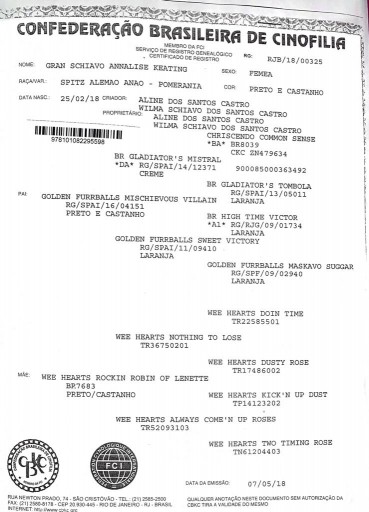 CONFEDERAÇÃO BRASILEIRA DE CINOFILIA
MEMBRO DA FCI
SERVIÇO DE REGISTRO GENEALÓGICO
CERTIFICADO DE REGISTRO
RG: RJB/18/00325
NOME: GRAN SCHIAVO ANNALISE KEATING
SEXO: FEMEA
RAÇA/VAR.: SPITZ ALEMAO ANAO - POMERANIA
COR: PRETO E CASTANHO
DATA NASC.: 25/02/18 CRIADOR: ALINE DOS SANTOS CASTRO
WILMA SCHIAVO DOS SANTOS CASTRO
PROPRIETÁRIO: ALINE DOS SANTOS CASTRO
WILMA SCHIAVO DOS SANTOS CASTRO
978101082295598
CHRISCENDO COMMON SENSE
*BA* BR8039
CKC ZN479634
BR GLADIATOR'S MISTRAL
*DA* RG/SPAI/14/12371 900085000363492
CREME
BR GLADIATOR'S TOMBOLA
RG/SPAI/13/05011
LARANJA
PAI: GOLDEN FURRBALLS MISCHIEVOUS VILLAIN
RG/SPAI/16/04151
PRETO E CASTANHO
BR HIGH TIME VICTOR
*A1* RG/RJG/09/01734
LARANJA
GOLDEN FURRBALLS SWEET VICTORY
RG/SPAI/11/09410
LARANJA
GOLDEN FURRBALLS MASKAVO SUGGAR
RG/SPF/09/02940
LARANJA
WEE HEARTS DOIN TIME
TR22585501
WEE HEARTS NOTHING TO LOSE
TR36750201
WEE HEARTS DUSTY ROSE
TR17486002
MÃE: WEE HEARTS ROCKIN ROBIN OF LENETTE
BR7683
PRETO/CASTANHO
WEE HEARTS KICK'N UP DUST
TP14123202
WEE HEARTS ALWAYS COME'N UP ROSES
TR52093103
WEE HEARTS TWO TIMING ROSE
TN61204403
CBKC
FCI
DATA DA EMISSÃO: 07/05/18
RUA NEWTON PRADO, 74 - SÃO CRISTÓVÃO - TEL.: (21) 2585-2500
FAX: (21) 2580-8178 - CEP 20.930-445 - RIO DE JANEIRO - RJ - BRASIL
INTERNET: http://www.cbkc.org
QUALQUER ANOTAÇÃO NESTE DOCUMENTO SEM AUTORIZAÇÃO DA
CBKC TIRA A VALIDADE DO MESMO